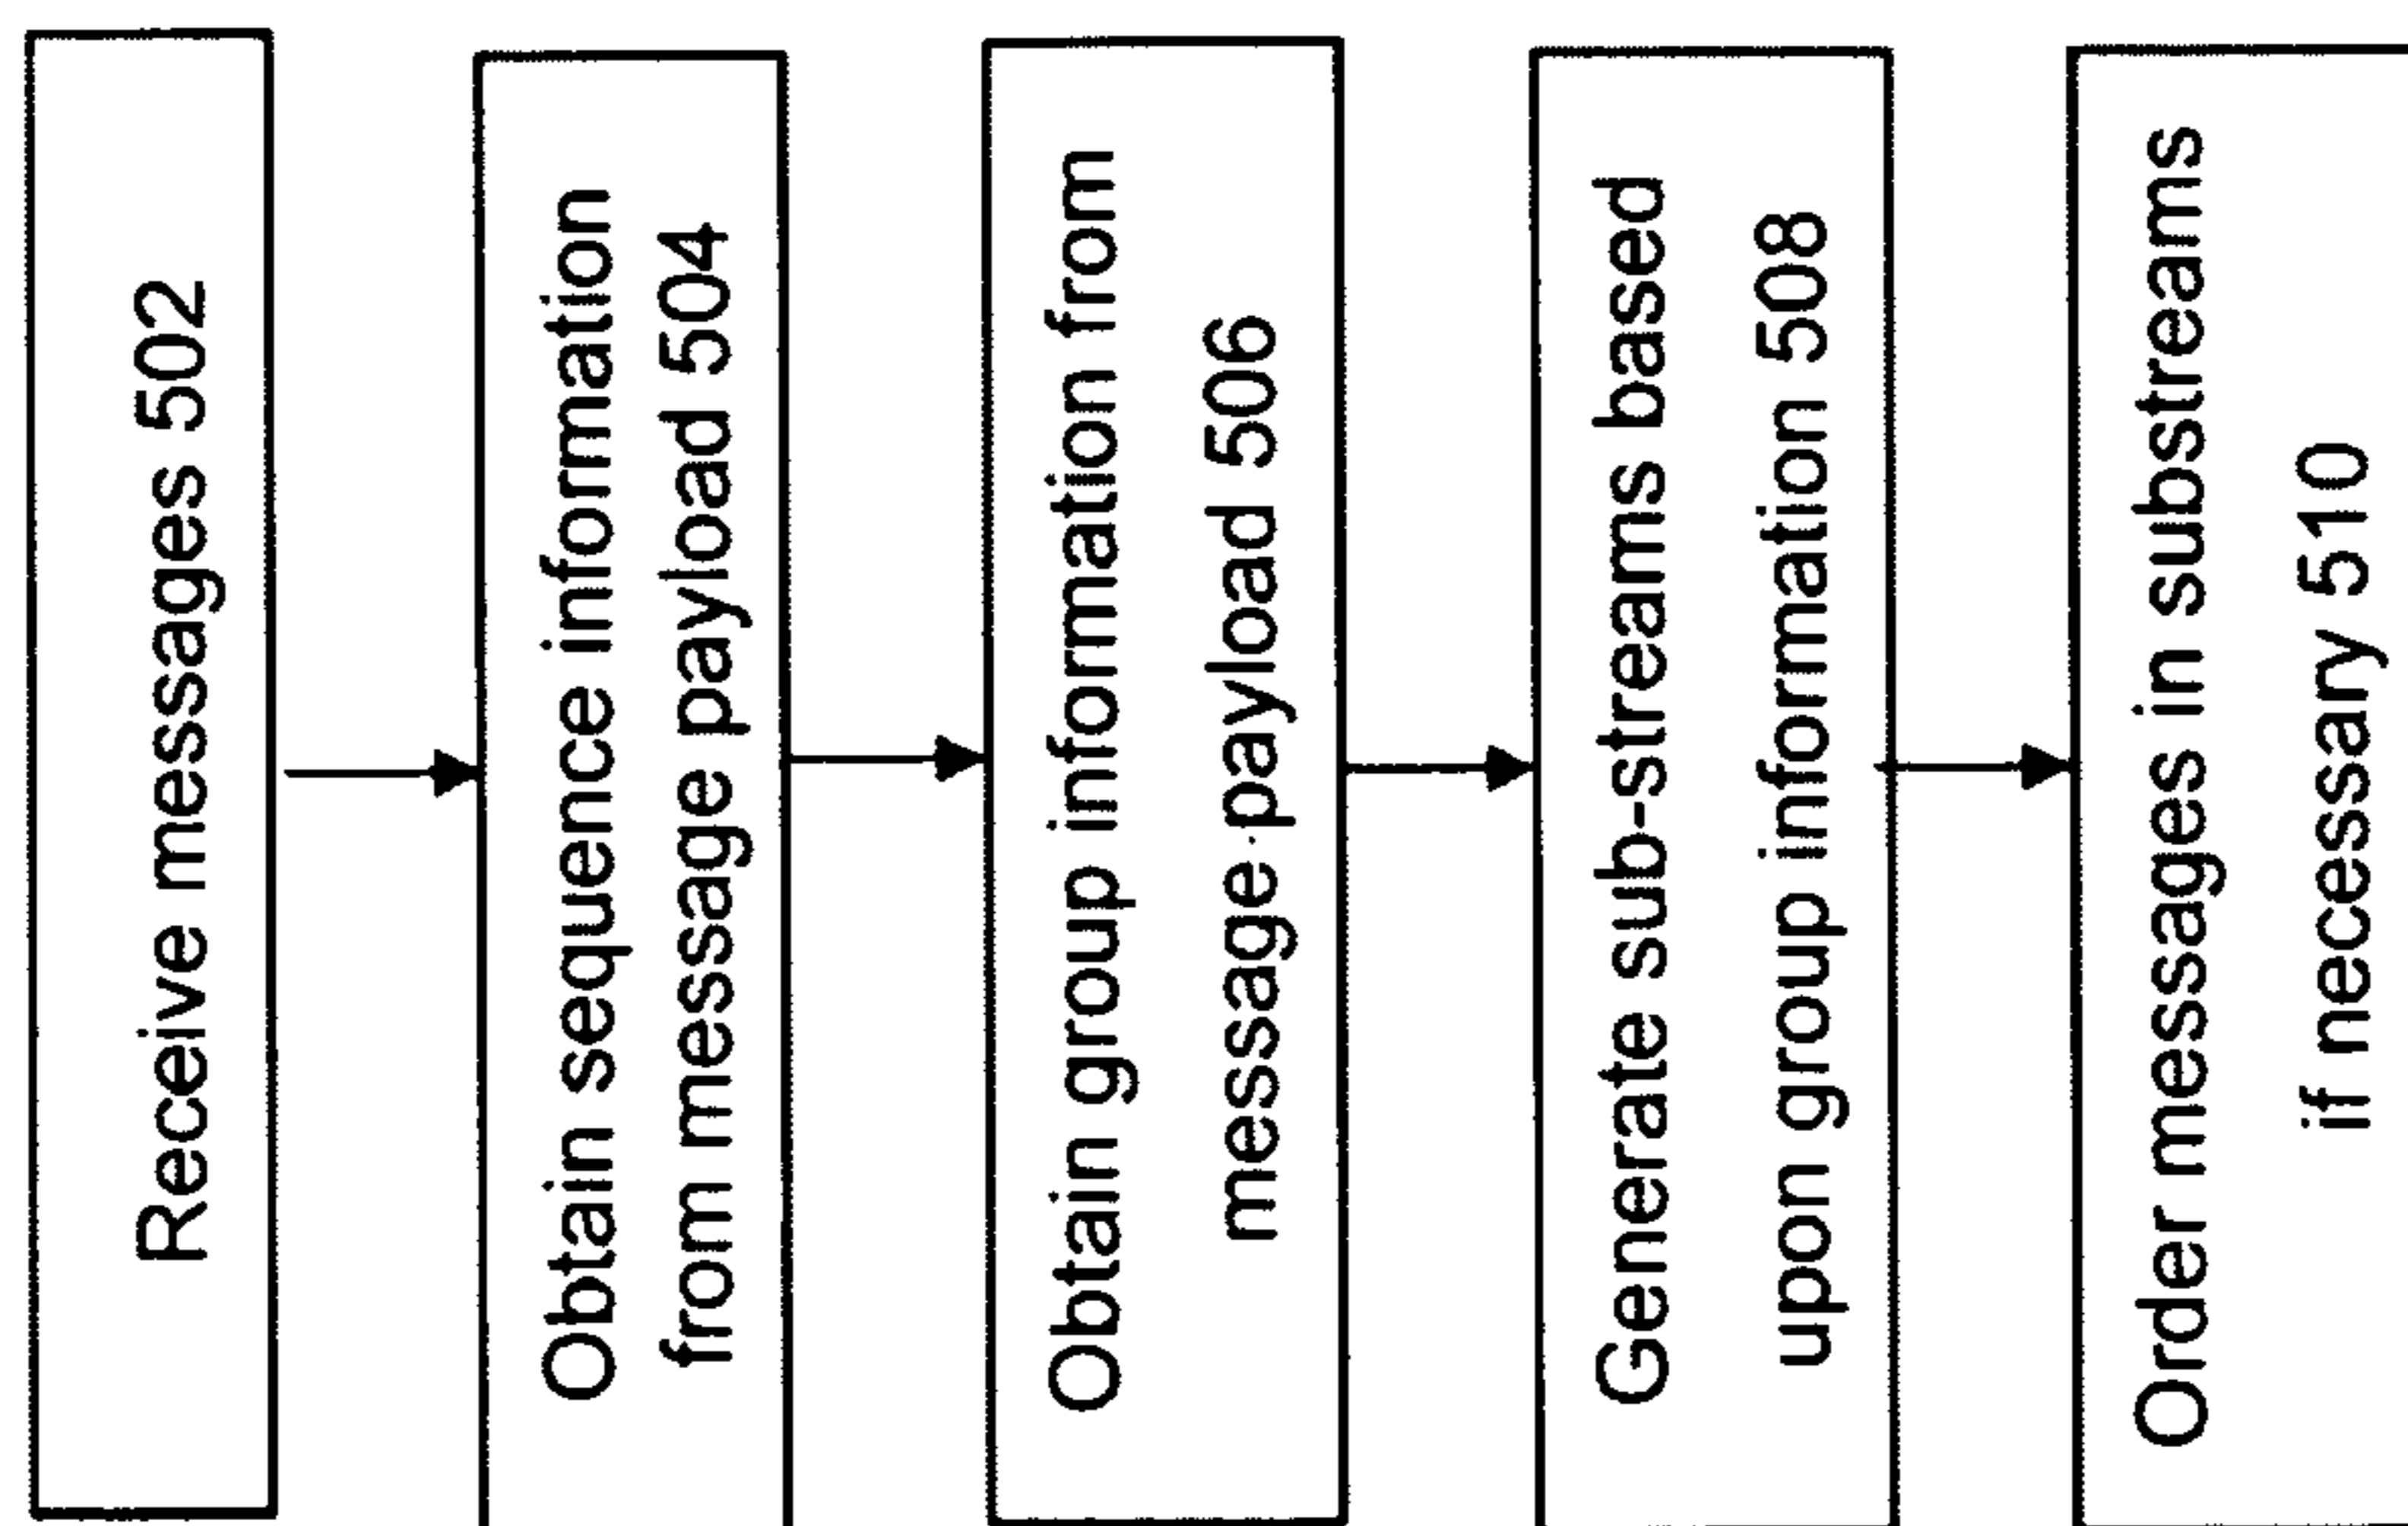 Receive messages 502
Obtain sequence information
from message payload 504
Obtain group information from
message payload 506
Generate sub-streams based
upon group information 508
Order messages in substreams
if necessary 510